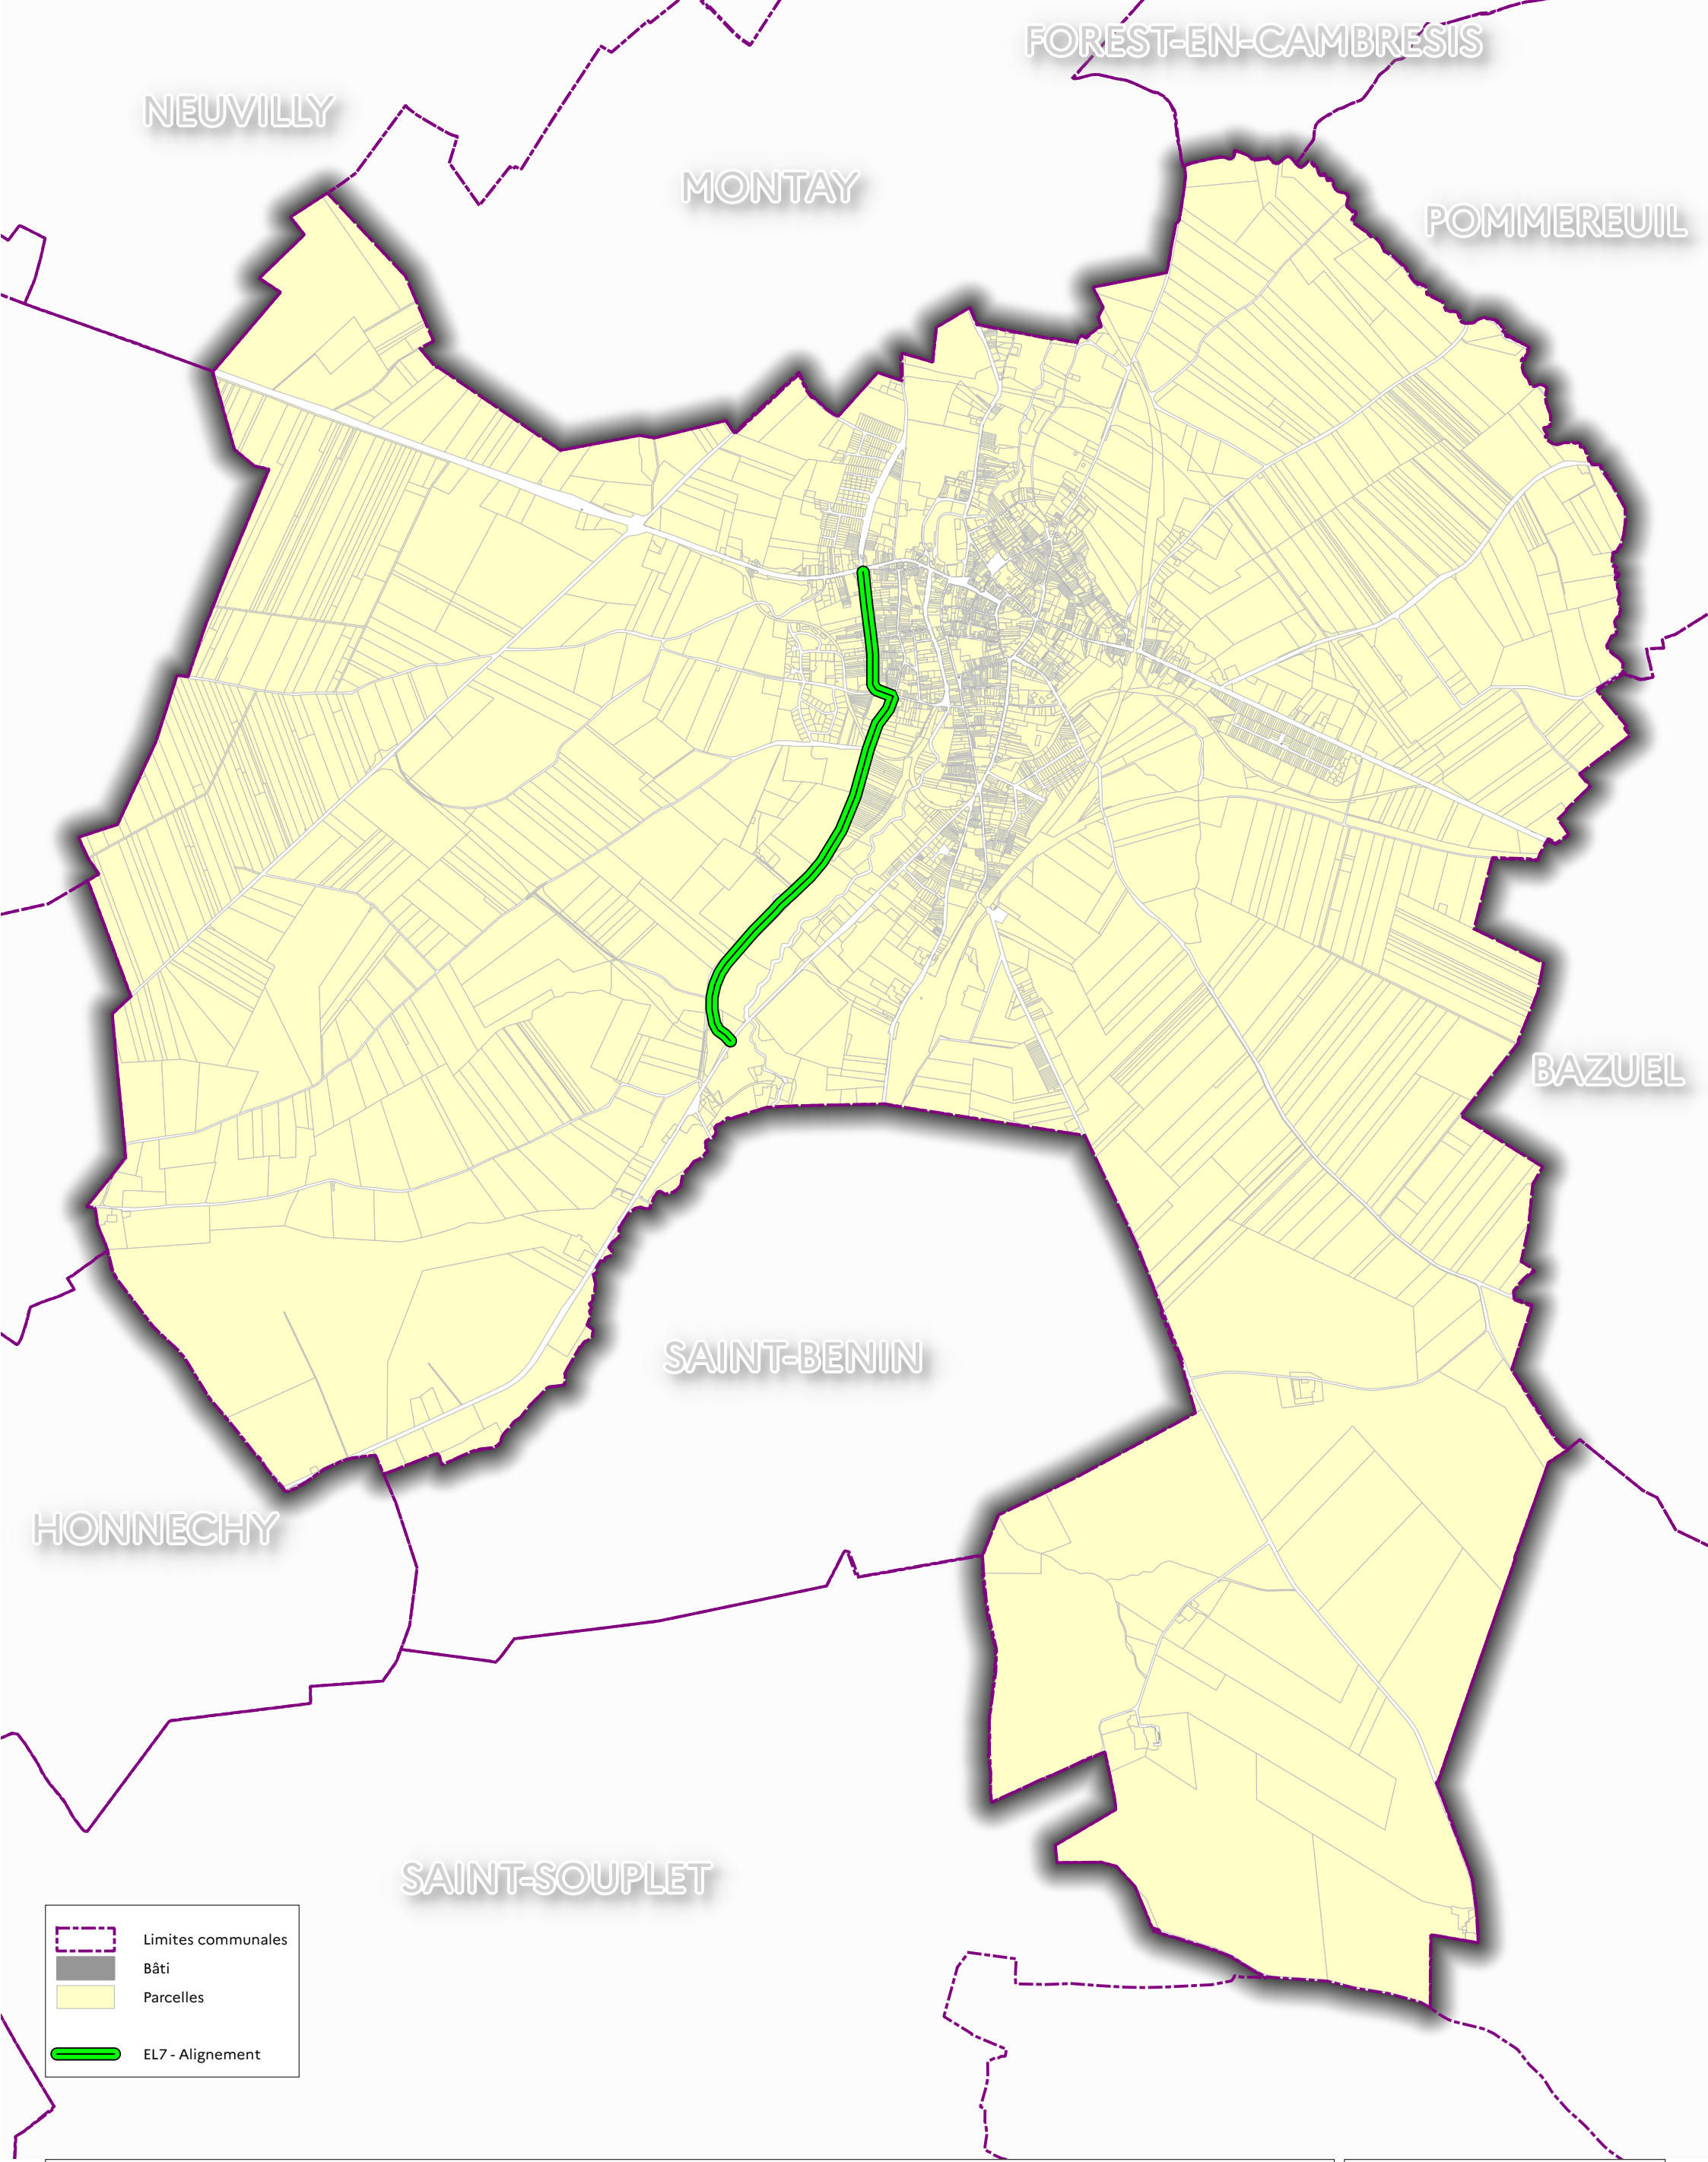 FOREST-EN-CAMBRESIS
NEUVILLY
MONTAY
POMMEREUIL
BAZUEL
SAINT-BENIN
HONNECHY
SAINT-SOUPLET
Limites communales
Bâti
Parcelles
EL7 - Alignement